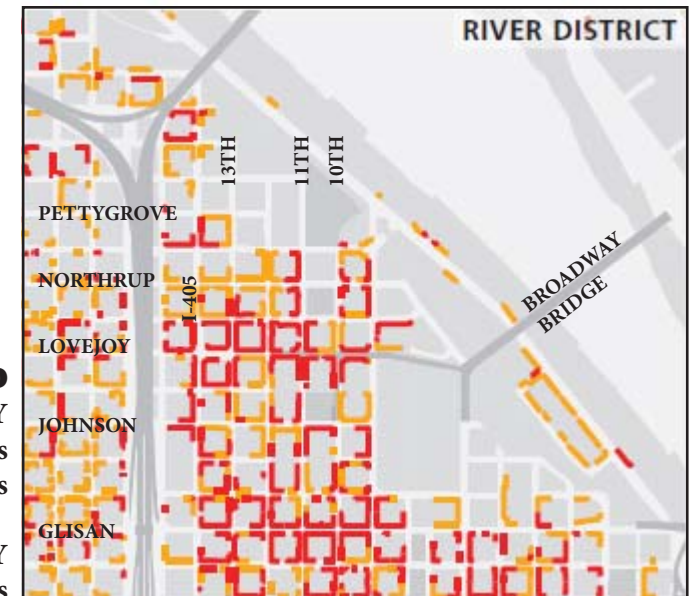 RIVER DISTRICT
13TH
11TH
10TH
PETTYGROVE
NORTHRUP
I-405
BROADWAY
BRIDGE
LOVEJOY
JOHNSON
GLISAN